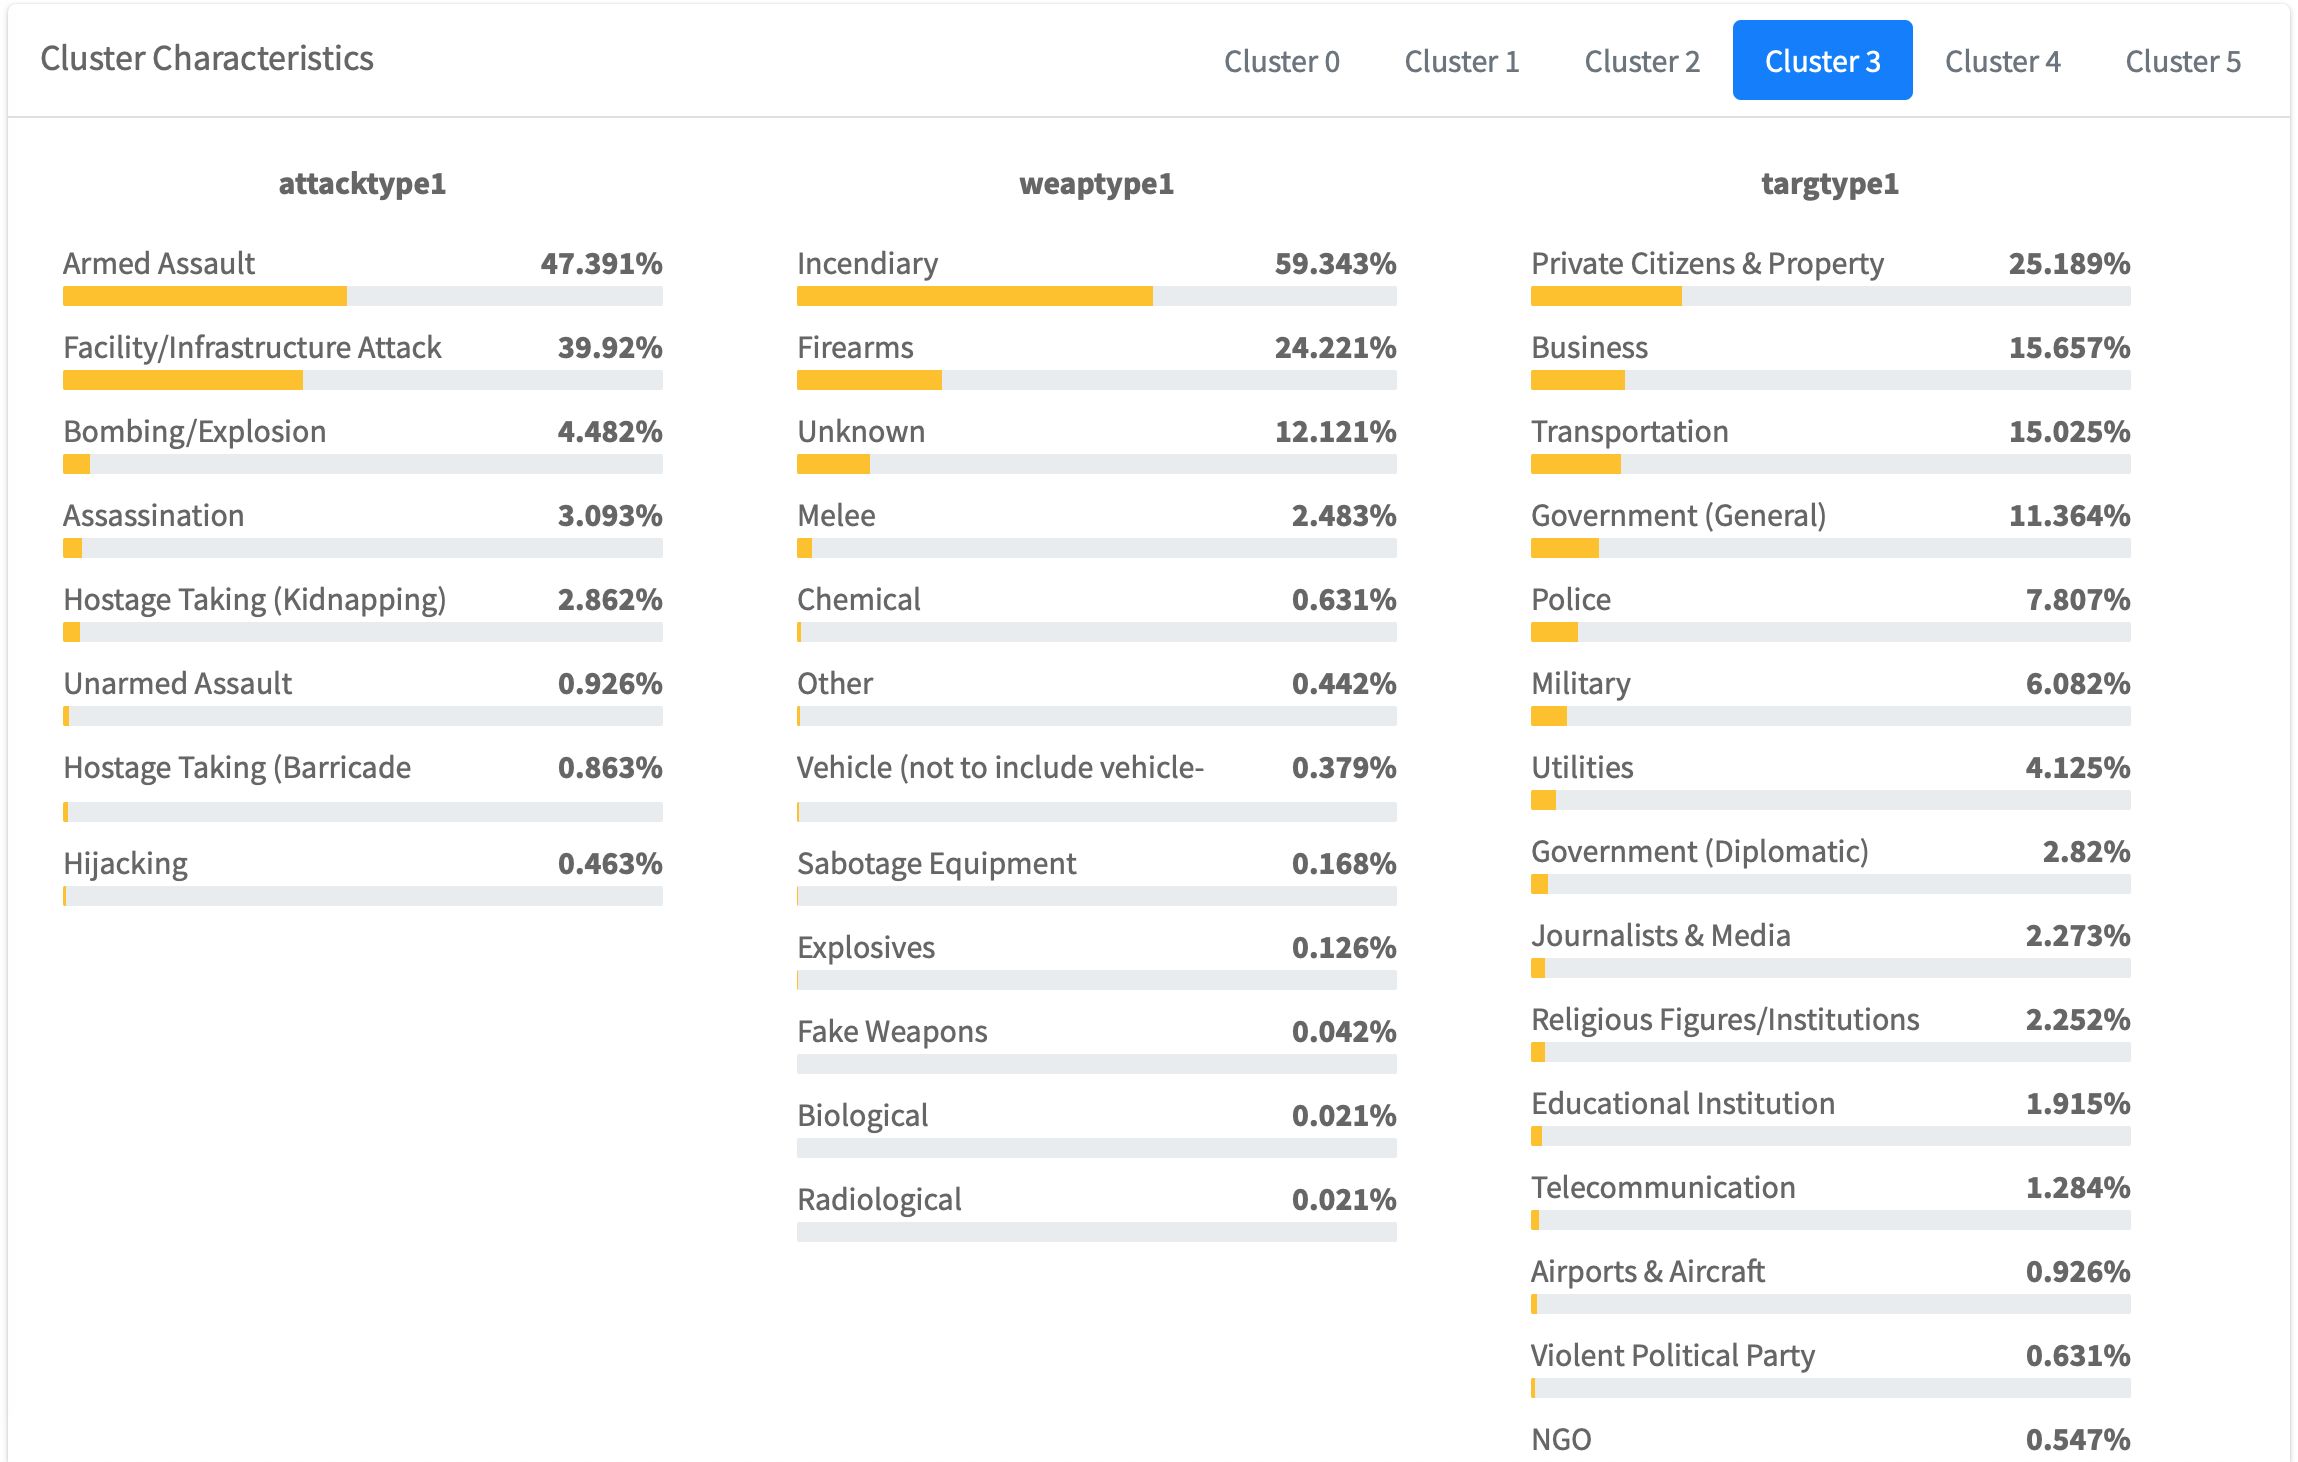 Cluster Characteristics
Cluster 0
Cluster 1
Cluster 2
Cluster 3
Cluster 4
Cluster 5
attacktype1
Armed Assault 47.391%
Facility/Infrastructure Attack 39.92%
Bombing/Explosion 4.482%
Assassination 3.093%
Hostage Taking (Kidnapping) 2.862%
Unarmed Assault 0.926%
Hostage Taking (Barricade 0.863%
Hijacking 0.463%
weaptype1
Incendiary 59.343%
Firearms 24.221%
Unknown 12.121%
Melee 2.483%
Chemical 0.631%
Other 0.442%
Vehicle (not to include vehicle- 0.379%
Sabotage Equipment 0.168%
Explosives 0.126%
Fake Weapons 0.042%
Biological 0.021%
Radiological 0.021%
targtype1
Private Citizens & Property 25.189%
Business 15.657%
Transportation 15.025%
Government (General) 11.364%
Police 7.807%
Military 6.082%
Utilities 4.125%
Government (Diplomatic) 2.82%
Journalists & Media 2.273%
Religious Figures/Institutions 2.252%
Educational Institution 1.915%
Telecommunication 1.284%
Airports & Aircraft 0.926%
Violent Political Party 0.631%
NGO 0.547%